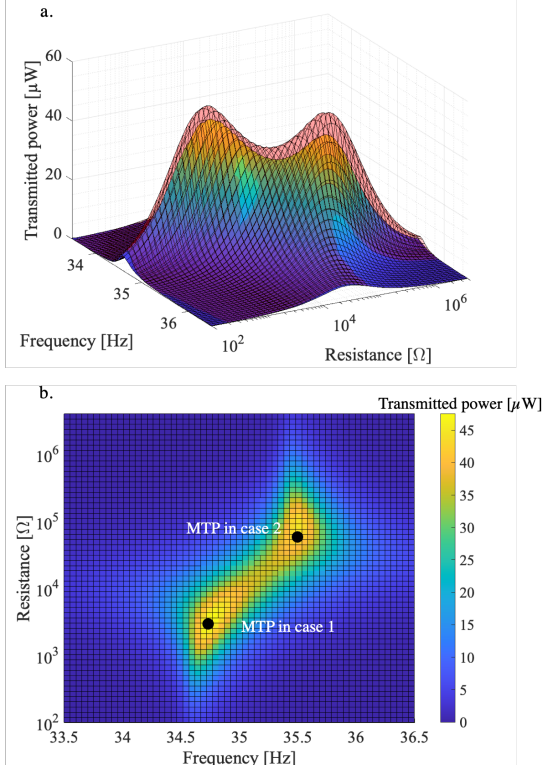 a.
60
40
20
0
Transmitted power [μW]
34
35
36
Frequency [Hz]
10^2
10^4
10^6
Resistance [Ω]
b.
Transmitted power [μW]
10^6
10^5
10^4
10^3
10^2
Resistance [Ω]
MTP in case 2
MTP in case 1
45
40
35
30
25
20
15
10
5
0
33.5 34 34.5 35 35.5 36 36.5
Frequency [Hz]